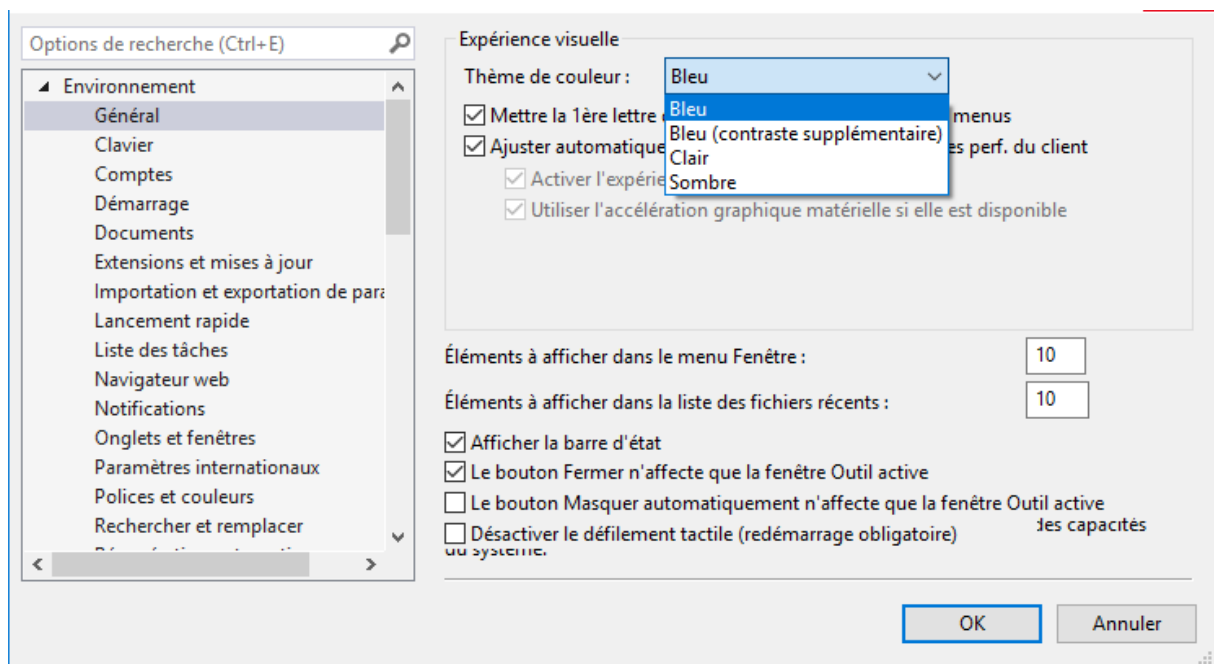 Options de recherche (Ctrl+E)
Environnement
Général
Clavier
Comptes
Démarrage
Documents
Extensions et mises à jour
Importation et exportation de para
Lancement rapide
Liste des tâches
Navigateur web
Notifications
Onglets et fenêtres
Paramètres internationaux
Polices et couleurs
Rechercher et remplacer
Expérience visuelle
Thème de couleur : Bleu
Bleu
Bleu (contraste supplémentaire)
Clair
Sombre
Mettre la 1ère lettre menus
Ajuster automatique es perf. du client
Activer l'expérie
Utiliser l'accélération graphique matérielle si elle est disponible
Éléments à afficher dans le menu Fenêtre : 10
Éléments à afficher dans la liste des fichiers récents : 10
Afficher la barre d'état
Le bouton Fermer n'affecte que la fenêtre Outil active
Le bouton Masquer automatiquement n'affecte que la fenêtre Outil active
Désactiver le défilement tactile (redémarrage obligatoire) des capacités
du système.
OK Annuler